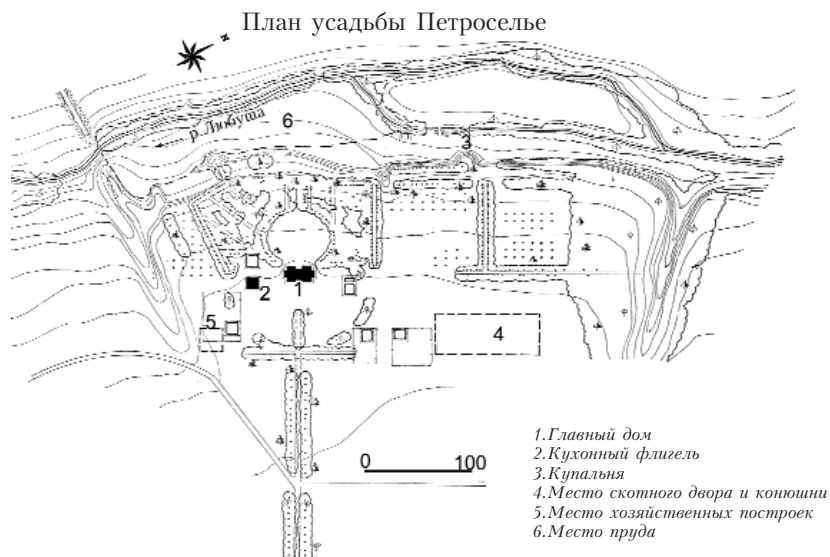 План усадьбы Петроселье
р. Любуша
6
3
1
2
5
4
0 100
1.Главный дом
2.Кухонный флигель
3.Купальня
4.Место скотного двора и конюшни
5.Место хозяйственных построек
6.Место пруда